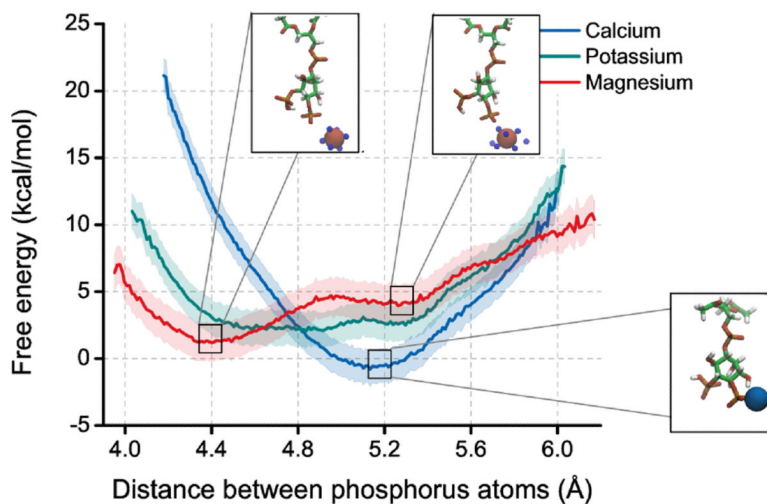 25
20
15
10
5
0
-5
Free energy (kcal/mol)
4.0 4.4 4.8 5.2 5.6 6.0
Distance between phosphorus atoms (Å)
Calcium
Potassium
Magnesium